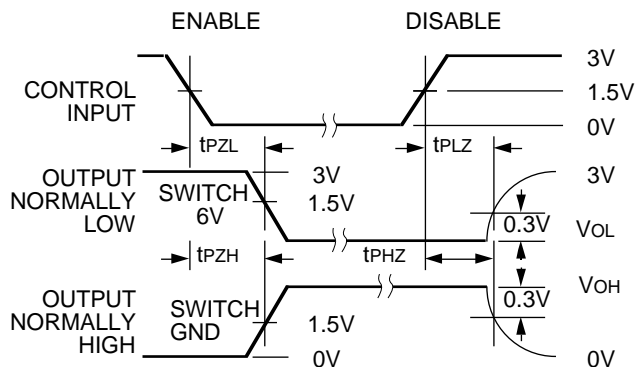 ENABLE DISABLE
3V
CONTROL
INPUT
1.5V
0V
tPZL tPLZ
OUTPUT
NORMALLY
LOW
SWITCH
6V
3V
1.5V
3V
0.3V
VOL
tPZH tPHZ
VOH
0.3V
OUTPUT
NORMALLY
HIGH
SWITCH
GND
1.5V
0V
0V